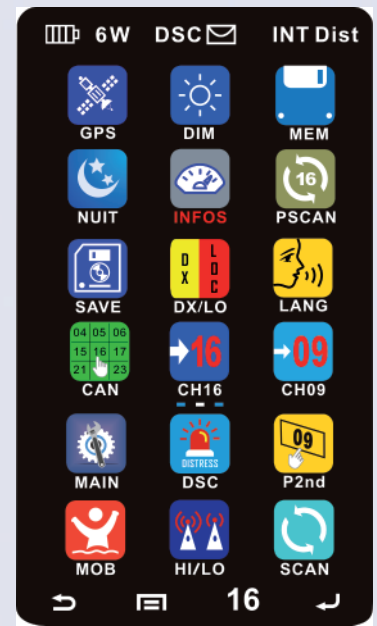 6W DSC INT Dist
GPS DIM MEM
16
NUIT INFOS PSCAN
D X L O C
SAVE DX/LO LANG
04 05 06
15 16 17
21 23
16 09
CAN CH16 CH09
DISTRESS 09
MAIN DSC P2nd
MOB HI/LO SCAN
16